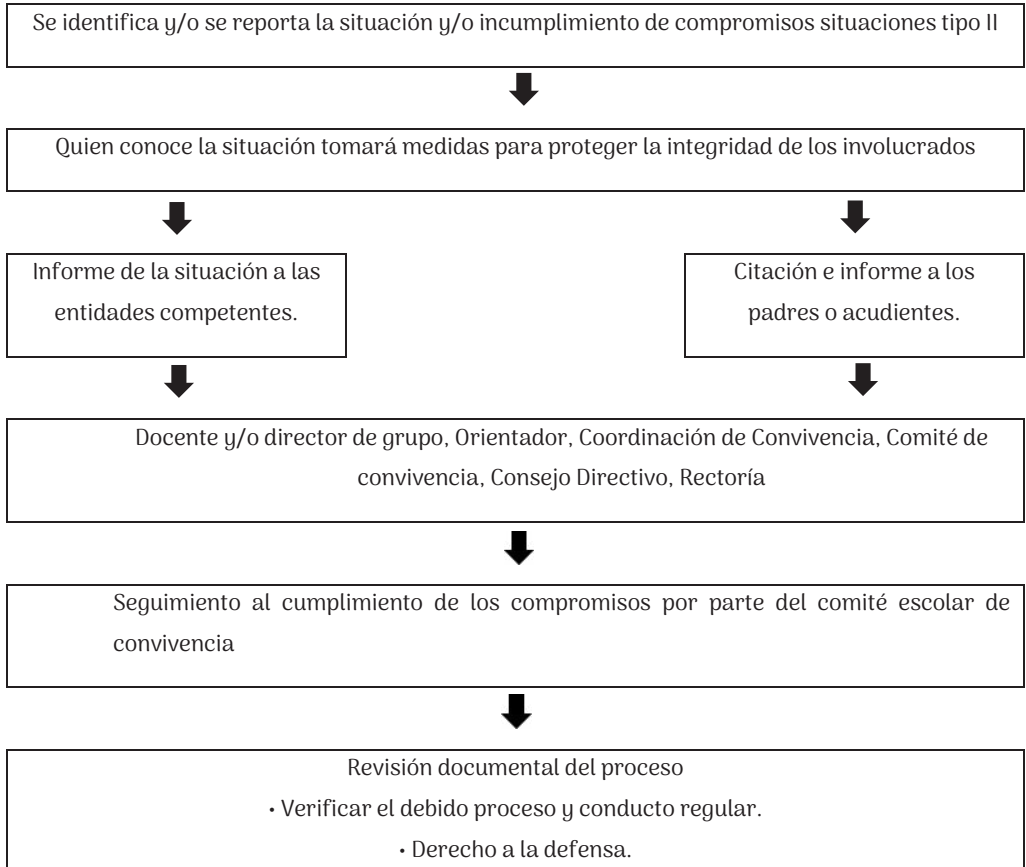 Se identifica y/o se reporta la situación y/o incumplimiento de compromisos situaciones tipo II
Quien conoce la situación tomará medidas para proteger la integridad de los involucrados
Informe de la situación a las
entidades competentes.
Citación e informe a los
padres o acudientes.
Docente y/o director de grupo, Orientador, Coordinación de Convivencia, Comité de
convivencia, Consejo Directivo, Rectoría
Seguimiento al cumplimiento de los compromisos por parte del comité escolar de
convivencia
Revisión documental del proceso
• Verificar el debido proceso y conducto regular.
• Derecho a la defensa.